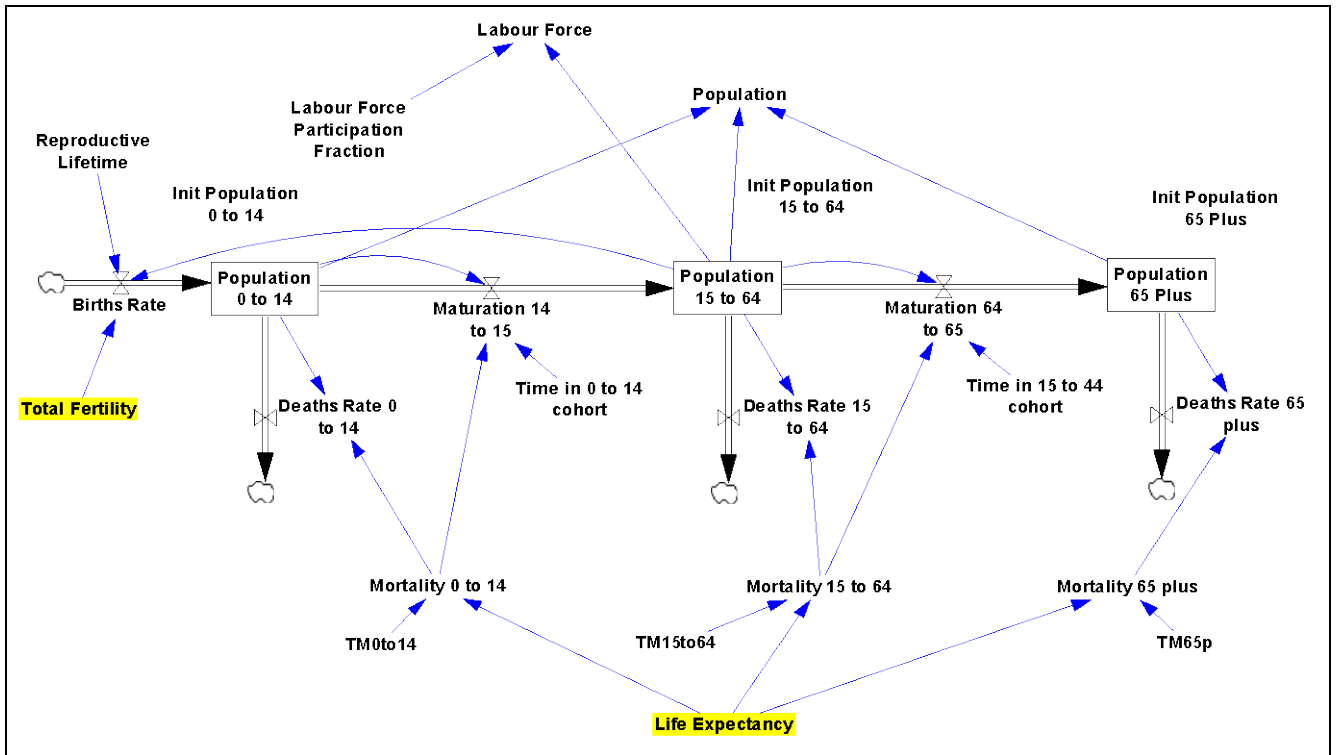 Labour Force
Population
Labour Force
Participation
Fraction
Reproductive
Lifetime
Init Population
0 to 14
Init Population
15 to 64
Init Population
65 Plus
Births Rate
Population
0 to 14
Maturation 14
to 15
Population
15 to 64
Maturation 64
to 65
Population
65 Plus
Total Fertility
Deaths Rate 0
to 14
Time in 0 to 14
cohort
Deaths Rate 15
to 64
Time in 15 to 44
cohort
Deaths Rate 65
plus
Mortality 0 to 14
Mortality 15 to 64
Mortality 65 plus
TM0to14
TM15to64
TM65p
Life Expectancy